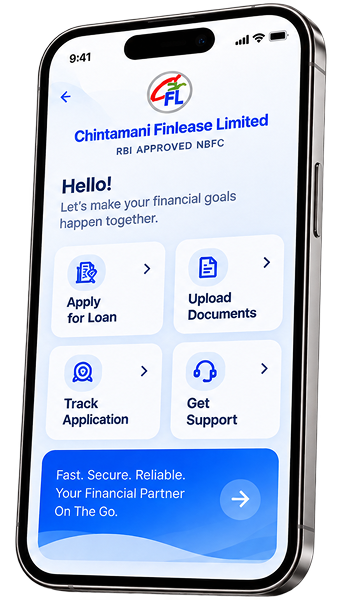 9:41
CFL
Chintamani Finlease Limited
RBI APPROVED NBFC
Hello!
Let's make your financial goals
happen together.
Apply
for Loan
Upload
Documents
Track
Application
Get
Support
Fast. Secure. Reliable.
Your Financial Partner
On The Go.